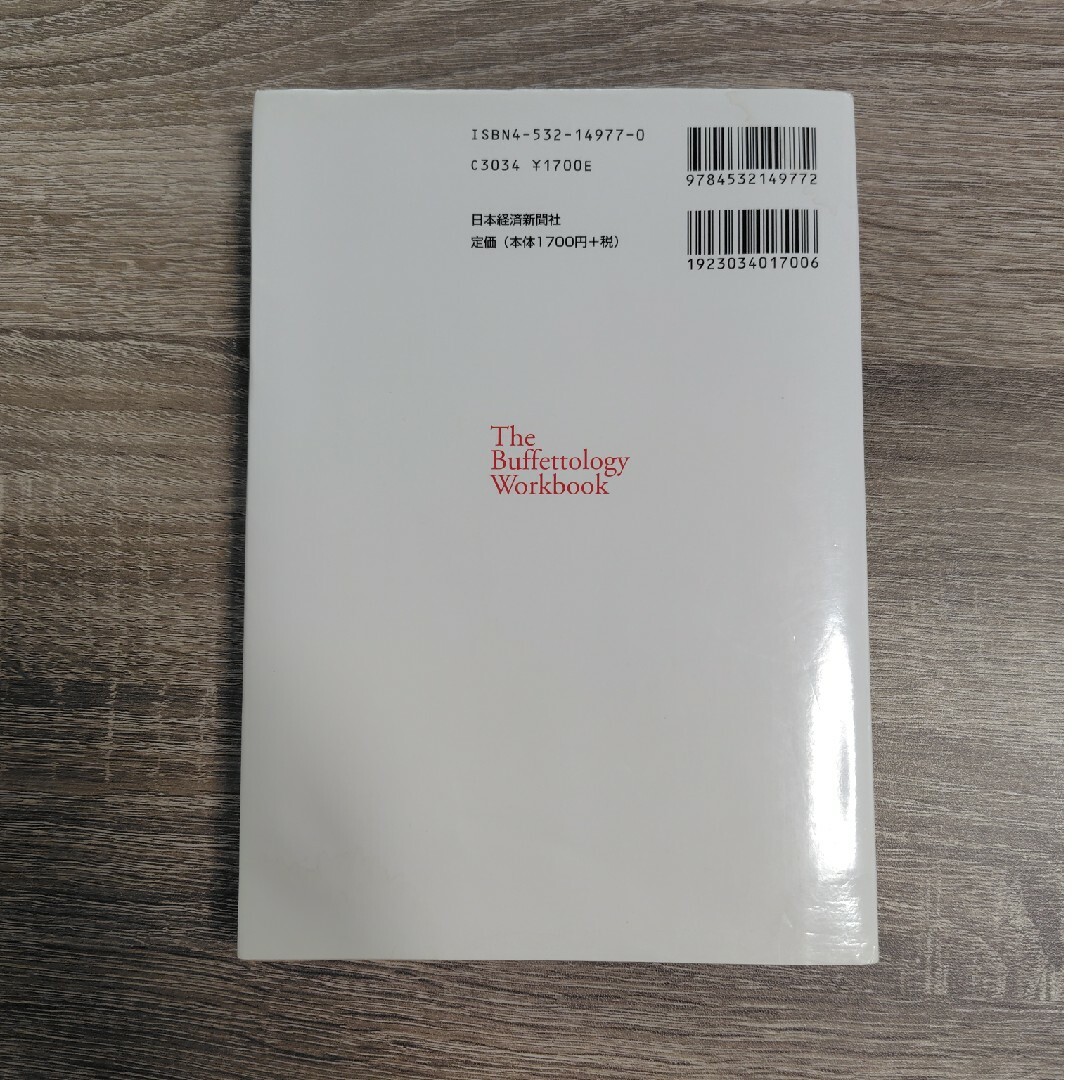 ISBN4-532-14977-0
C3034 ¥1700E
9784532149772
日本経済新聞社
定価（本体1700円＋税）
1923034017006
The
Buffettology
Workbook